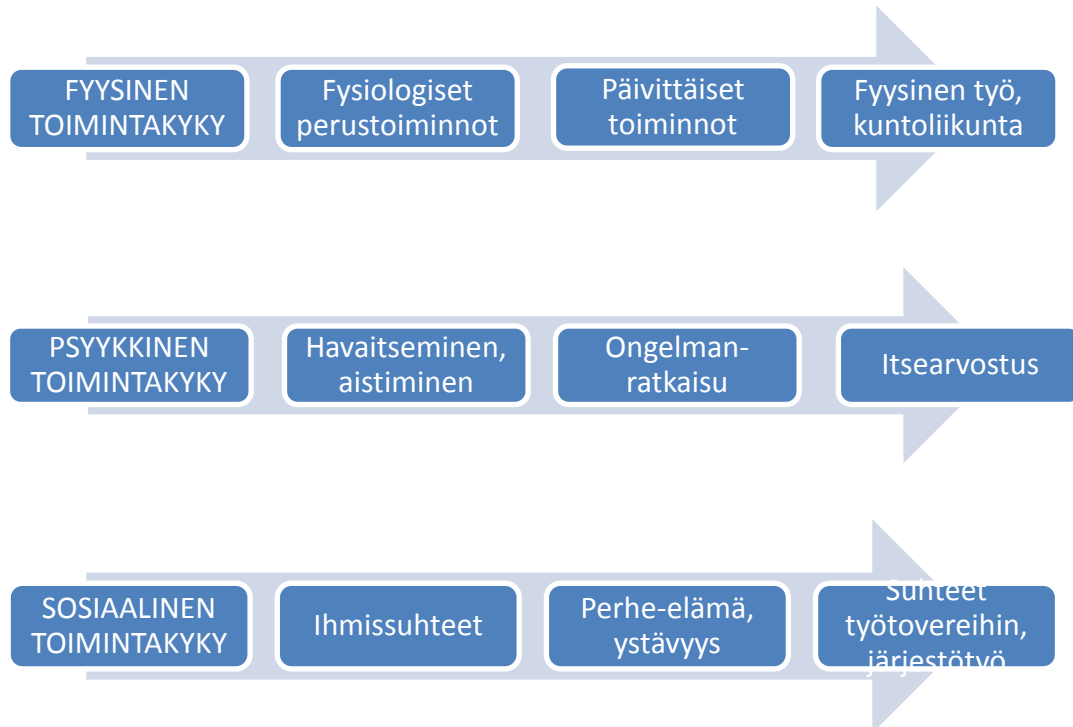 FYYSINEN
TOIMINTAKYKY
Fysiologiset
perustoiminnot
Päivittäiset
toiminnot
Fyysinen työ,
kuntoliikunta
PSYYKKINEN
TOIMINTAKYKY
Havaitseminen,
aistiminen
Ongelman-
ratkaisu
Itsearvostus
SOSIAALINEN
TOIMINTAKYKY
Ihmissuhteet
Perhe-elämä,
ystävyys
Suhteet
työtovereihin,
järjestötyö